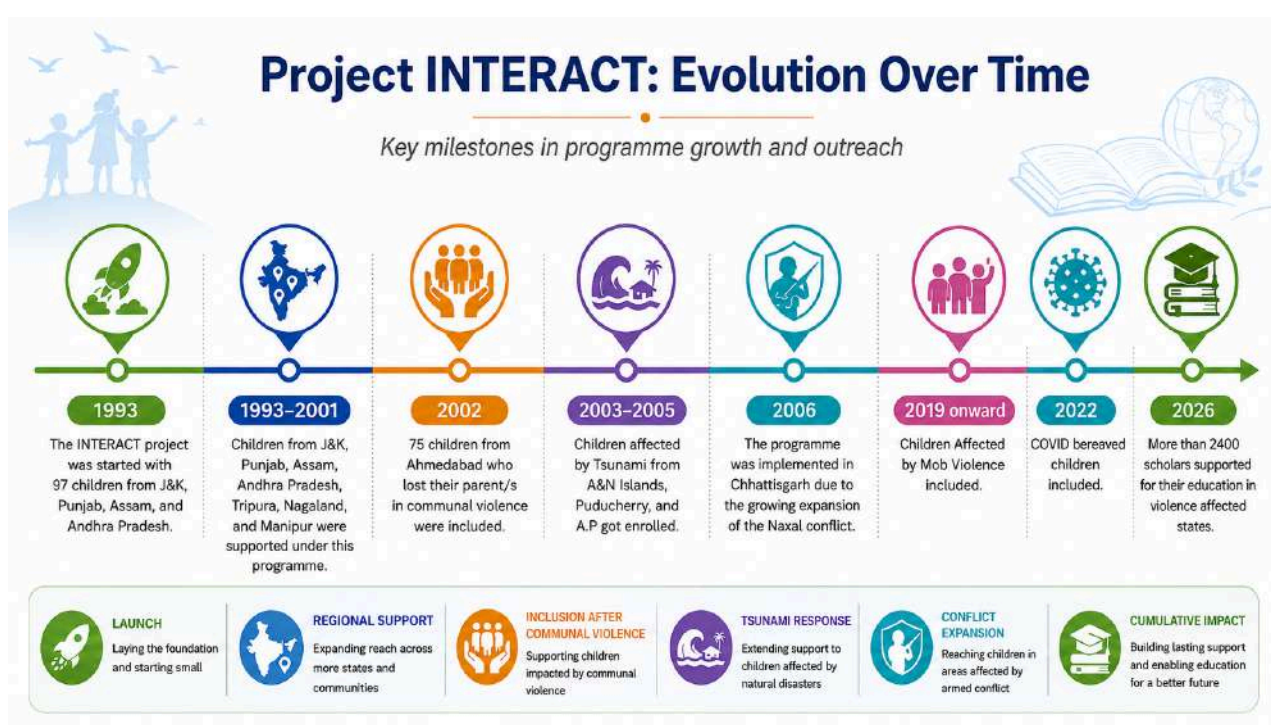 Project INTERACT: Evolution Over Time
Key milestones in programme growth and outreach
1993
The INTERACT project
was started with
97 children from J&K,
Punjab, Assam, and
Andhra Pradesh.
1993–2001
Children from J&K,
Punjab, Assam,
Andhra Pradesh,
Tripura, Nagaland,
and Manipur were
supported under this
programme.
2002
75 children from
Ahmedabad who
lost their parent/s
in communal violence
were included.
2003–2005
Children affected
by Tsunami from
A&N Islands,
Puducherry, and
A.P got enrolled.
2006
The programme
was implemented in
Chhattisgarh due to
the growing expansion
of the Naxal conflict.
2019 onward
Children Affected
by Mob Violence
included.
2022
COVID bereaved
children
included.
2026
More than 2400
scholars supported
for their education in
violence affected
states.
LAUNCH
Laying the foundation
and starting small
REGIONAL SUPPORT
Expanding reach across
more states and
communities
INCLUSION AFTER
COMMUNAL VIOLENCE
Supporting children
impacted by communal
violence
TSUNAMI RESPONSE
Extending support to
children affected by
natural disasters
CONFLICT
EXPANSION
Reaching children in
areas affected by
armed conflict
CUMULATIVE IMPACT
Building lasting support
and enabling education
for a better future